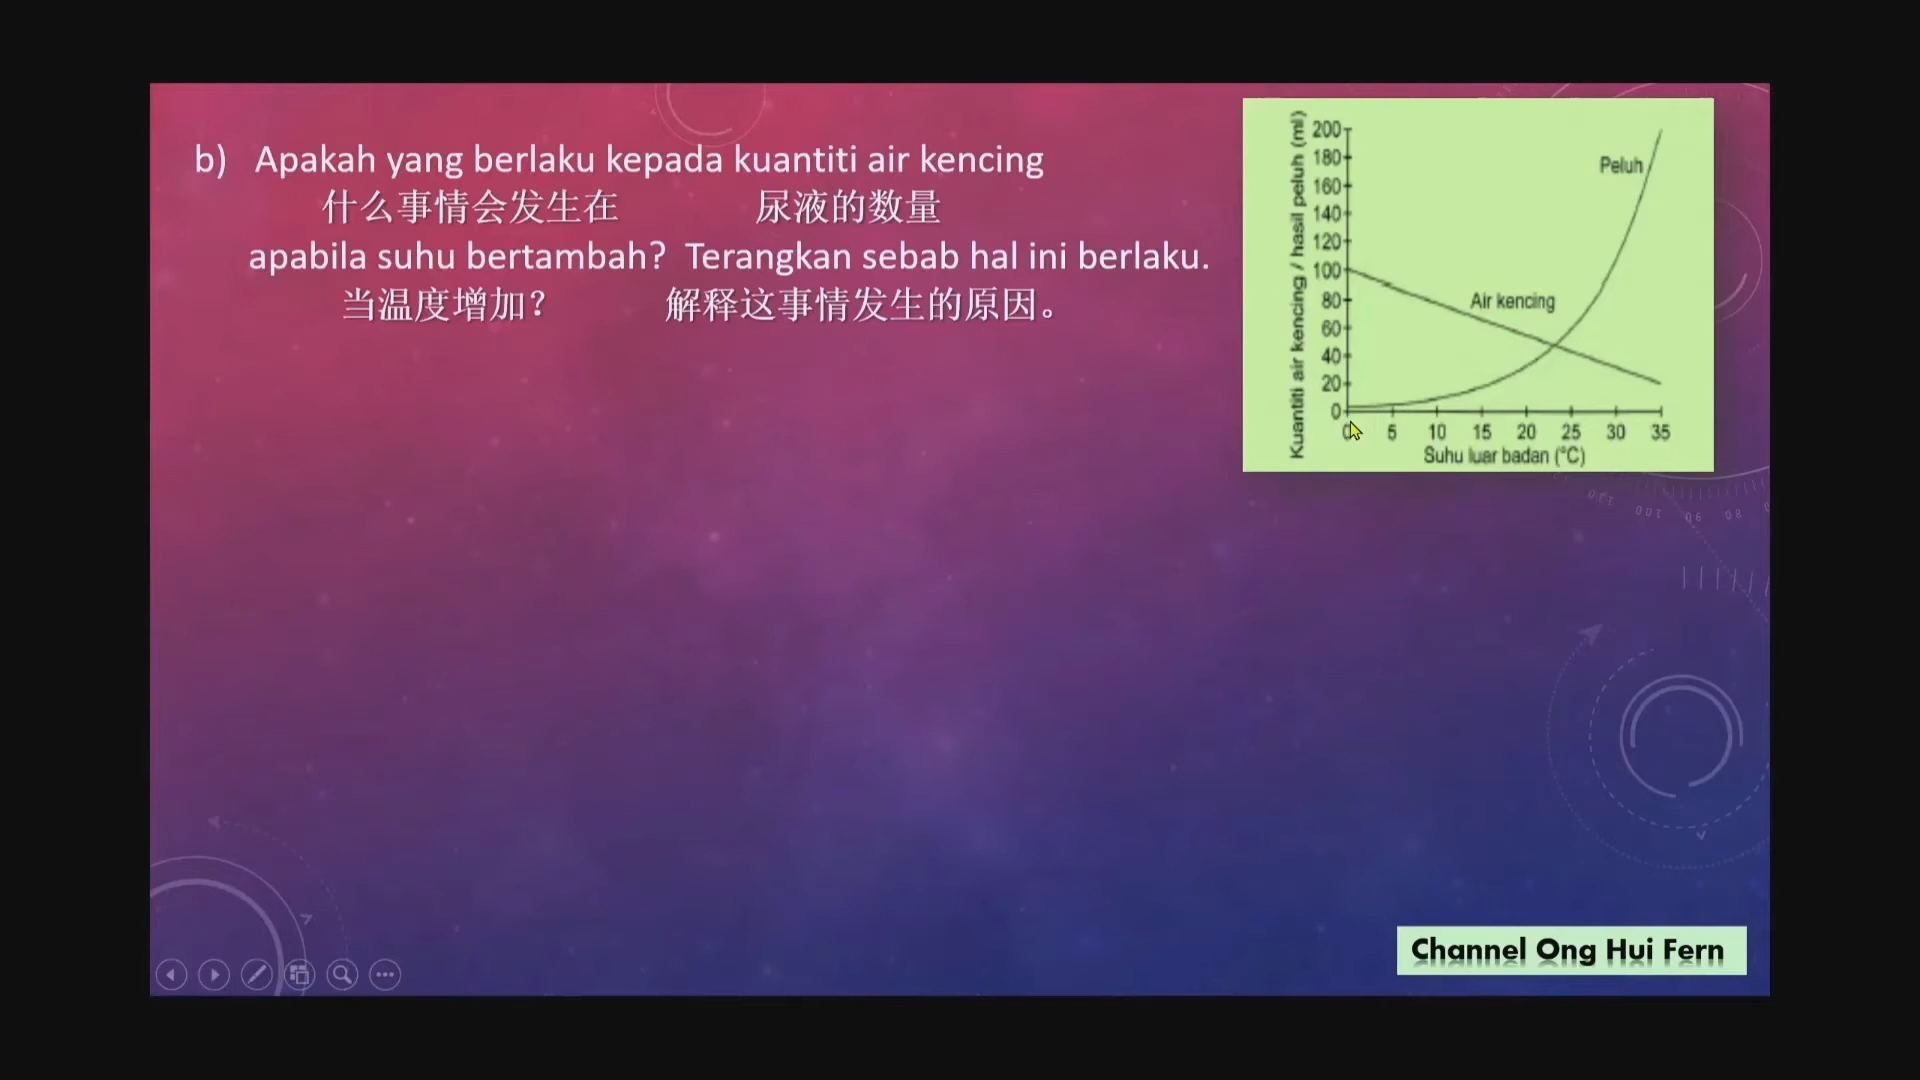 b) Apakah yang berlaku kepada kuantiti air kencing
什么事情会发生在 尿液的数量
apabila suhu bertambah? Terangkan sebab hal ini berlaku.
当温度增加? 解释这事情发生的原因。
Kuantiti air kencing / hasil peluh (ml)
200
180
160
140
120
100
80
60
40
20
0
Peluh
Air kencing
0 5 10 15 20 25 30 35
Suhu luar badan (°C)
Channel Ong Hui Fern